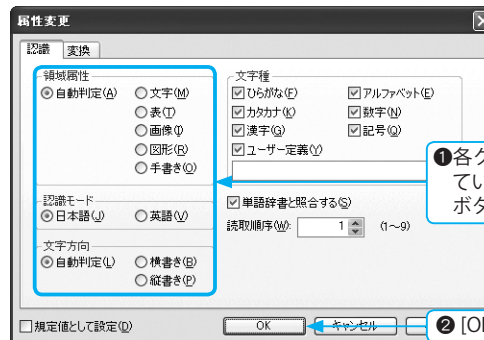 属性変更
認識 変換
領域属性
自動判定(A) 文字(M)
表(T)
画像(I)
図形(R)
手書き(O)
認識モード
日本語(J) 英語(V)
文字方向
自動判定(L) 横書き(B)
縦書き(P)
文字種
ひらがな(F) アルファベット(E)
カタカナ(K) 数字(N)
漢字(G) 記号(Q)
ユーザー定義(Y)
単語辞書と照合する(S)
読取順序(W): 1 (1～9)
❶各
てい
ボタ
規定値として設定(D)
OK キャンセル
❷ [O